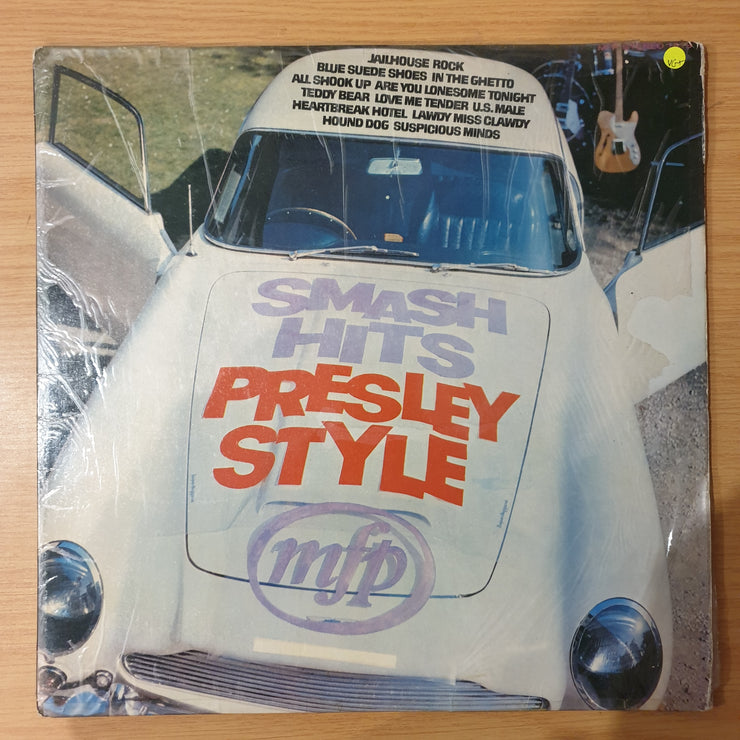 JAILHOUSE ROCK
BLUE SUEDE SHOES IN THE GHETTO
ALL SHOOK UP ARE YOU LONESOME TONIGHT
TEDDY BEAR LOVE ME TENDER U.S. MALE
HEARTBREAK HOTEL LAWDY MISS CLAWDY
HOUND DOG SUSPICIOUS MINDS
VG+
SMASH
HITS
PRESLEY
STYLE
mfp